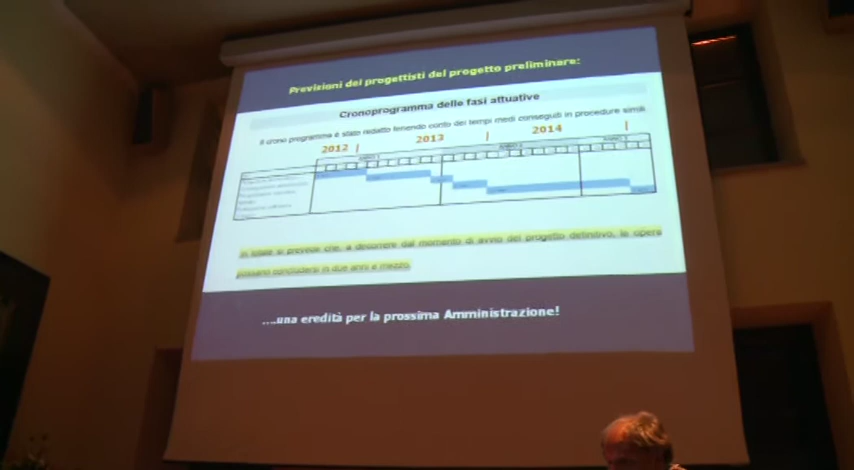 Previsioni dei progettisti del progetto preliminare:
Cronoprogramma delle fasi attuative
Il crono programma è stato redatto tenendo conto dei tempi medi conseguiti in procedure simili
2012 | 2013 | 2014 |
In totale si prevede che, a decorrere dal momento di avvio del progetto definitivo, le opere
possano concludersi in due anni e mezzo.
....una eredità per la prossima Amministrazione!